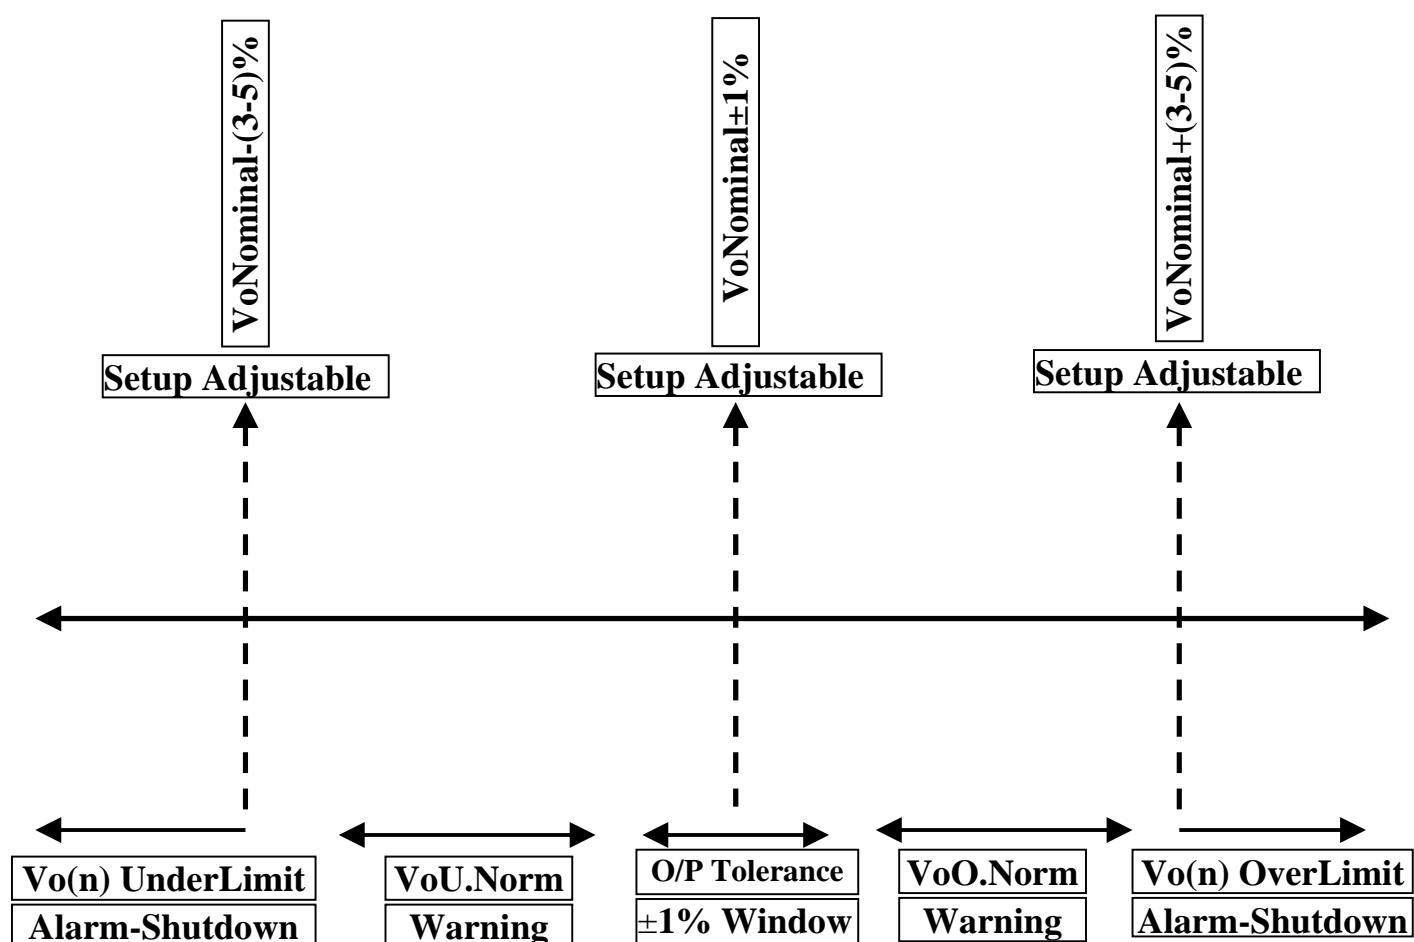 VoNominal-(3-5)%
VoNominal±1%
VoNominal+(3-5)%
Setup Adjustable
Setup Adjustable
Setup Adjustable
Vo(n) UnderLimit
Alarm-Shutdown
VoU.Norm
Warning
O/P Tolerance
±1% Window
VoO.Norm
Warning
Vo(n) OverLimit
Alarm-Shutdown